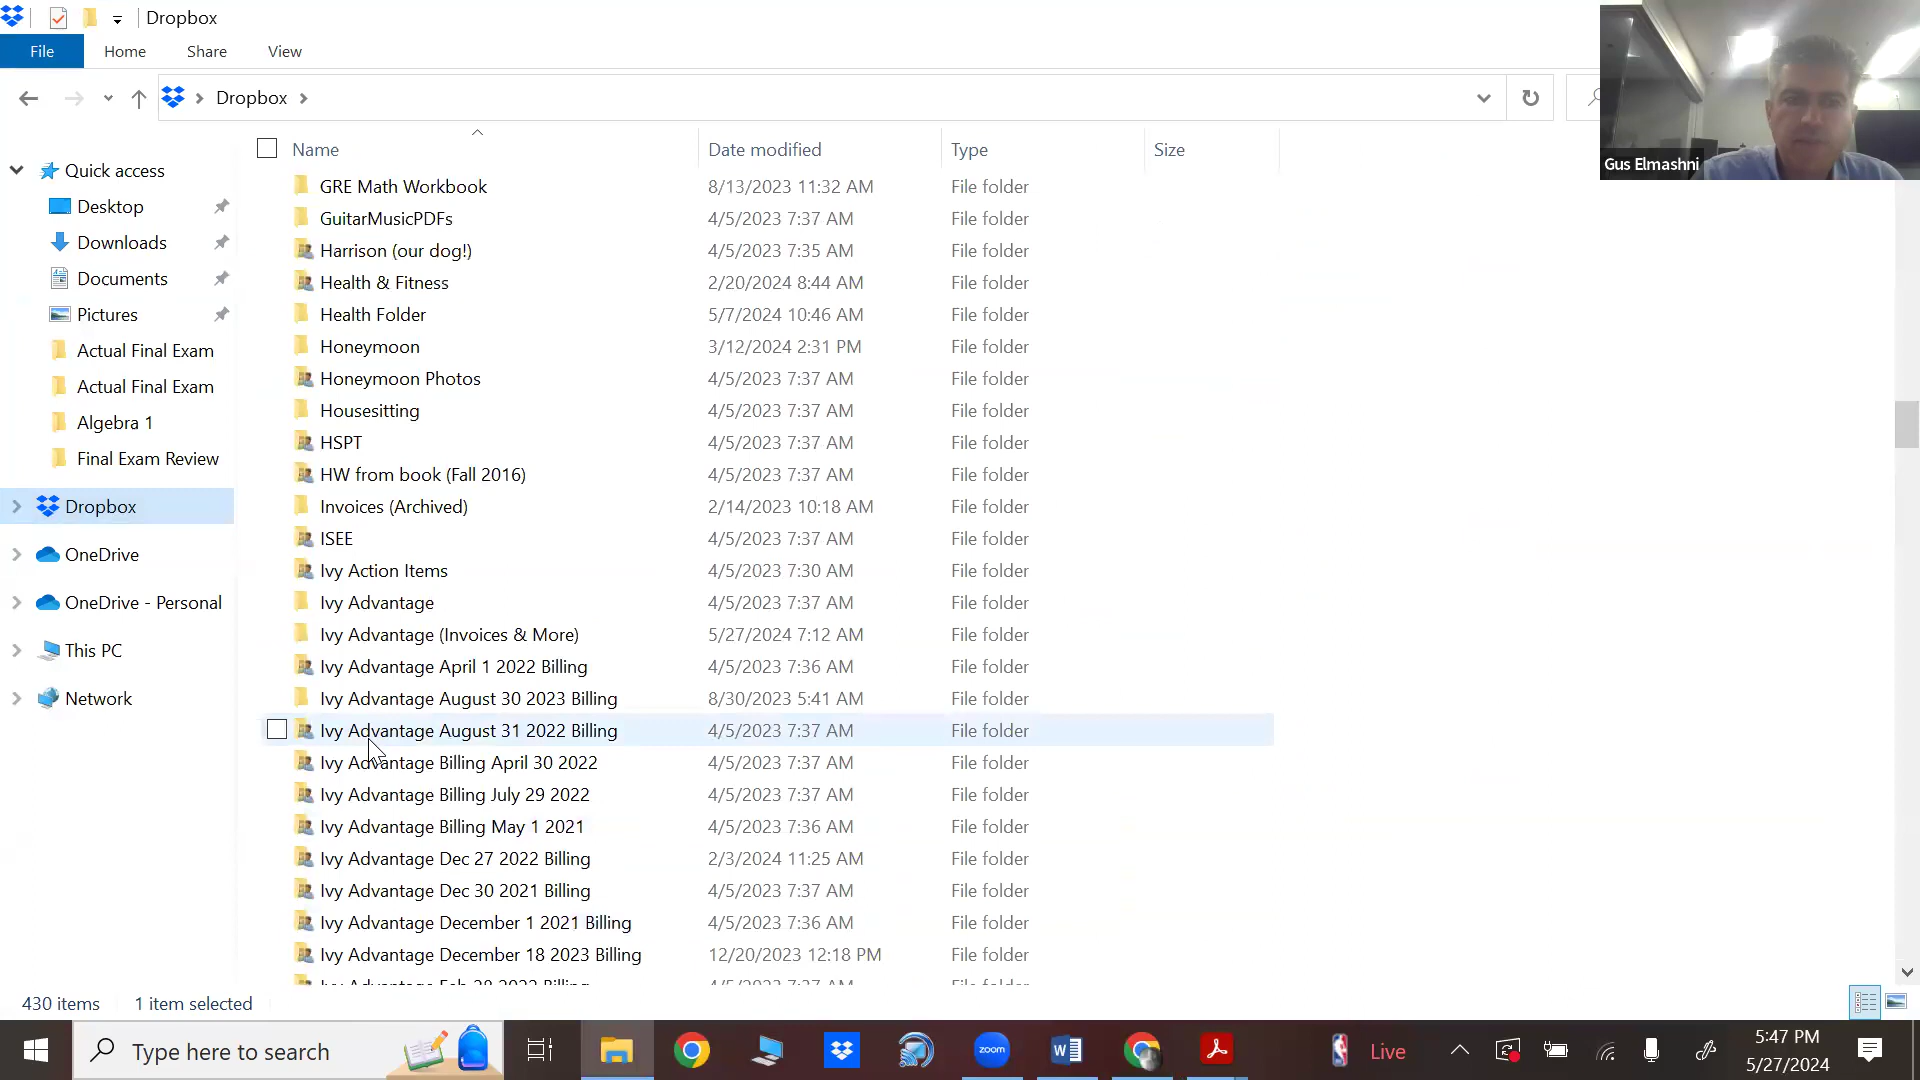 Dropbox
File Home Share View
Dropbox
Gus Elmashni
Name Date modified Type Size
Quick access
Desktop
Downloads
Documents
Pictures
Actual Final Exam
Actual Final Exam
Algebra 1
Final Exam Review
Dropbox
OneDrive
OneDrive - Personal
This PC
Network
GRE Math Workbook 8/13/2023 11:32 AM File folder
GuitarMusicPDFs 4/5/2023 7:37 AM File folder
Harrison (our dog!) 4/5/2023 7:35 AM File folder
Health & Fitness 2/20/2024 8:44 AM File folder
Health Folder 5/7/2024 10:46 AM File folder
Honeymoon 3/12/2024 2:31 PM File folder
Honeymoon Photos 4/5/2023 7:37 AM File folder
Housesitting 4/5/2023 7:37 AM File folder
HSPT 4/5/2023 7:37 AM File folder
HW from book (Fall 2016) 4/5/2023 7:37 AM File folder
Invoices (Archived) 2/14/2023 10:18 AM File folder
ISEE 4/5/2023 7:37 AM File folder
Ivy Action Items 4/5/2023 7:30 AM File folder
Ivy Advantage 4/5/2023 7:37 AM File folder
Ivy Advantage (Invoices & More) 5/27/2024 7:12 AM File folder
Ivy Advantage April 1 2022 Billing 4/5/2023 7:36 AM File folder
Ivy Advantage August 30 2023 Billing 8/30/2023 5:41 AM File folder
Ivy Advantage August 31 2022 Billing 4/5/2023 7:37 AM File folder
Ivy Advantage Billing April 30 2022 4/5/2023 7:37 AM File folder
Ivy Advantage Billing July 29 2022 4/5/2023 7:37 AM File folder
Ivy Advantage Billing May 1 2021 4/5/2023 7:36 AM File folder
Ivy Advantage Dec 27 2022 Billing 2/3/2024 11:25 AM File folder
Ivy Advantage Dec 30 2021 Billing 4/5/2023 7:37 AM File folder
Ivy Advantage December 1 2021 Billing 4/5/2023 7:36 AM File folder
Ivy Advantage December 18 2023 Billing 12/20/2023 12:18 PM File folder
Ivy Advantage Feb 28 2022 Billing 4/5/2023 7:37 AM File folder
430 items 1 item selected
Type here to search
zoom
Live
5:47 PM
5/27/2024